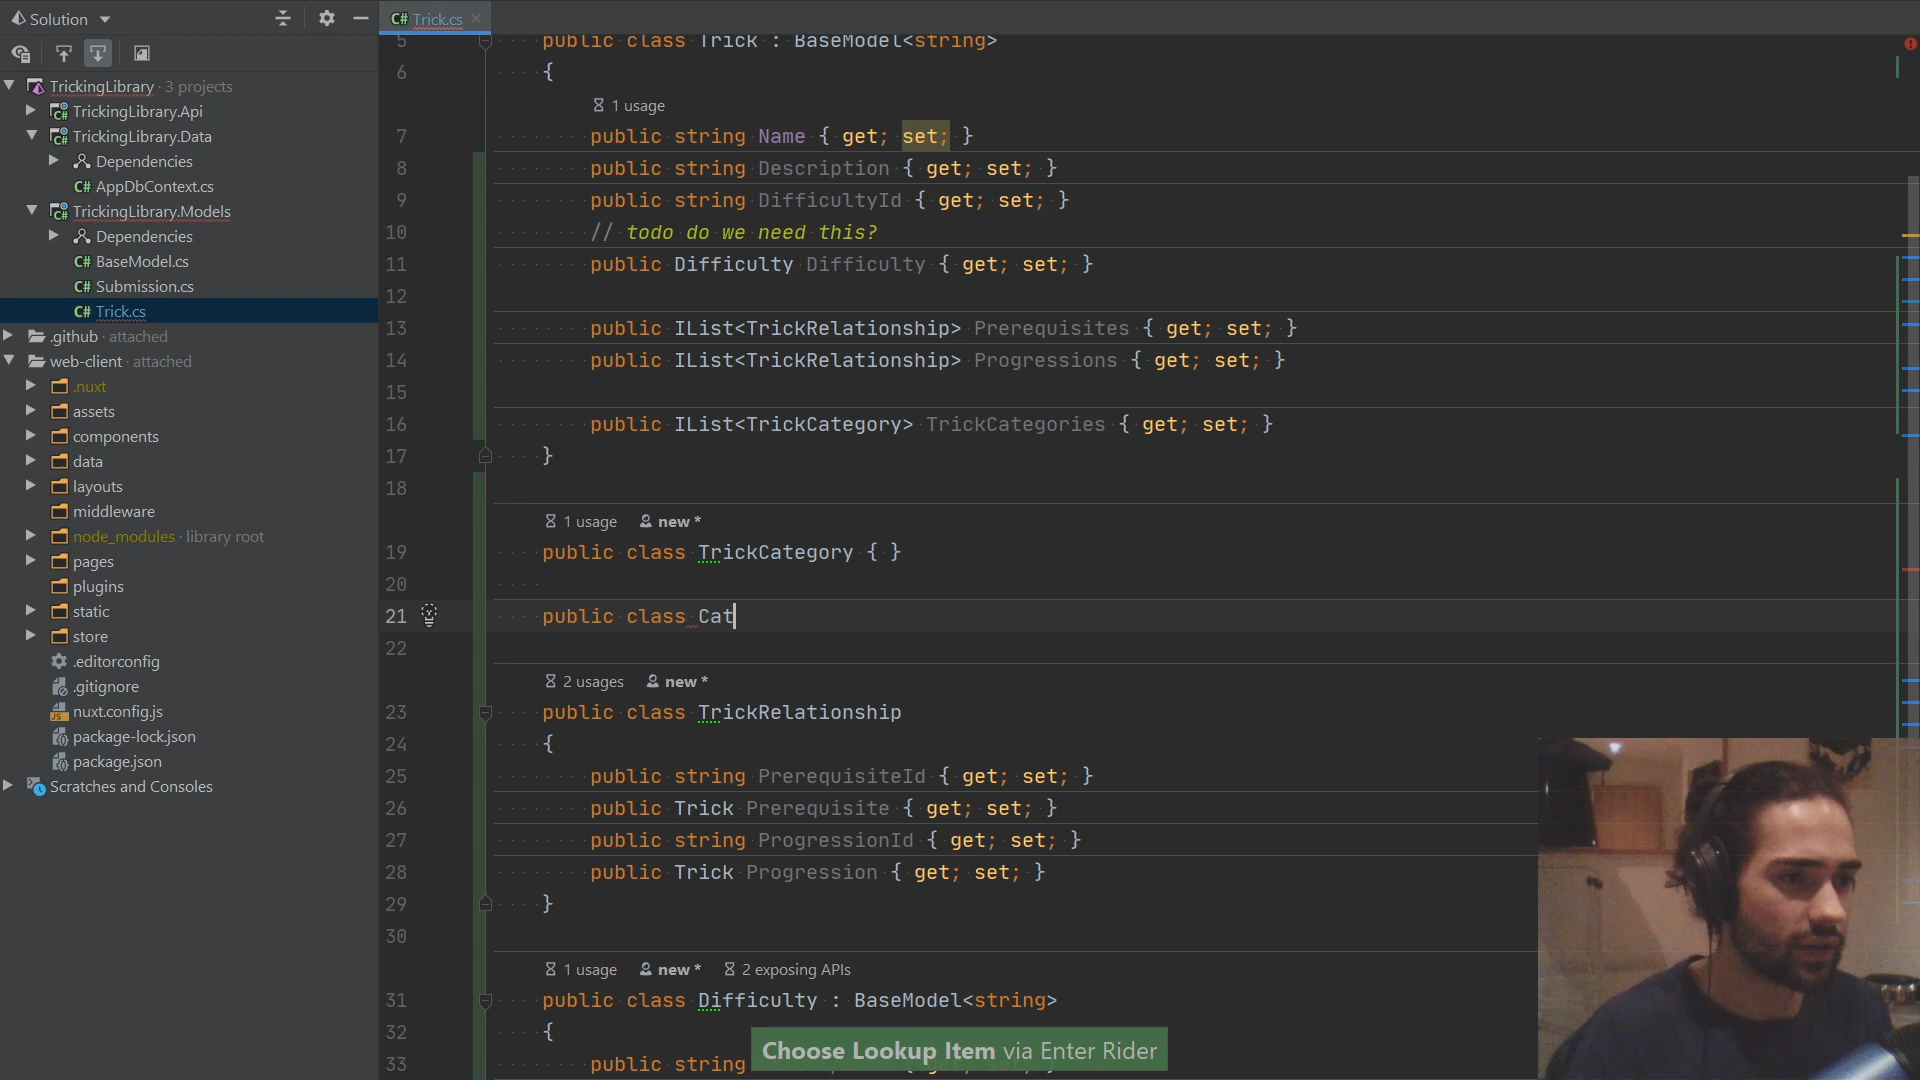 Solution
Trick.cs
TrickingLibrary · 3 projects
TrickingLibrary.Api
TrickingLibrary.Data
Dependencies
AppDbContext.cs
TrickingLibrary.Models
Dependencies
BaseModel.cs
Submission.cs
Trick.cs
.github · attached
web-client attached
.nuxt
assets
components
data
layouts
middleware
node_modules · library root
pages
plugins
static
store
.editorconfig
.gitignore
nuxt.config.js
package-lock.json
package.json
Scratches and Consoles
5 public class Trick : BaseModel<string>
6 {
1 usage
7 public string Name { get; set; }
8 public string Description { get; set; }
9 public string DifficultyId { get; set; }
10 // todo do we need this?
11 public Difficulty Difficulty { get; set; }
12
13 public IList<TrickRelationship> Prerequisites { get; set; }
14 public IList<TrickRelationship> Progressions { get; set; }
15
16 public IList<TrickCategory> TrickCategories { get; set; }
17 }
18
1 usage new *
19 public class TrickCategory { }
20
21 public class Cat
22
2 usages new *
23 public class TrickRelationship
24 {
25 public string PrerequisiteId { get; set; }
26 public Trick Prerequisite { get; set; }
27 public string ProgressionId { get; set; }
28 public Trick Progression { get; set; }
29 }
30
1 usage new * 2 exposing APIs
31 public class Difficulty : BaseModel<string>
32 {
33 public string
Choose Lookup Item via Enter Rider